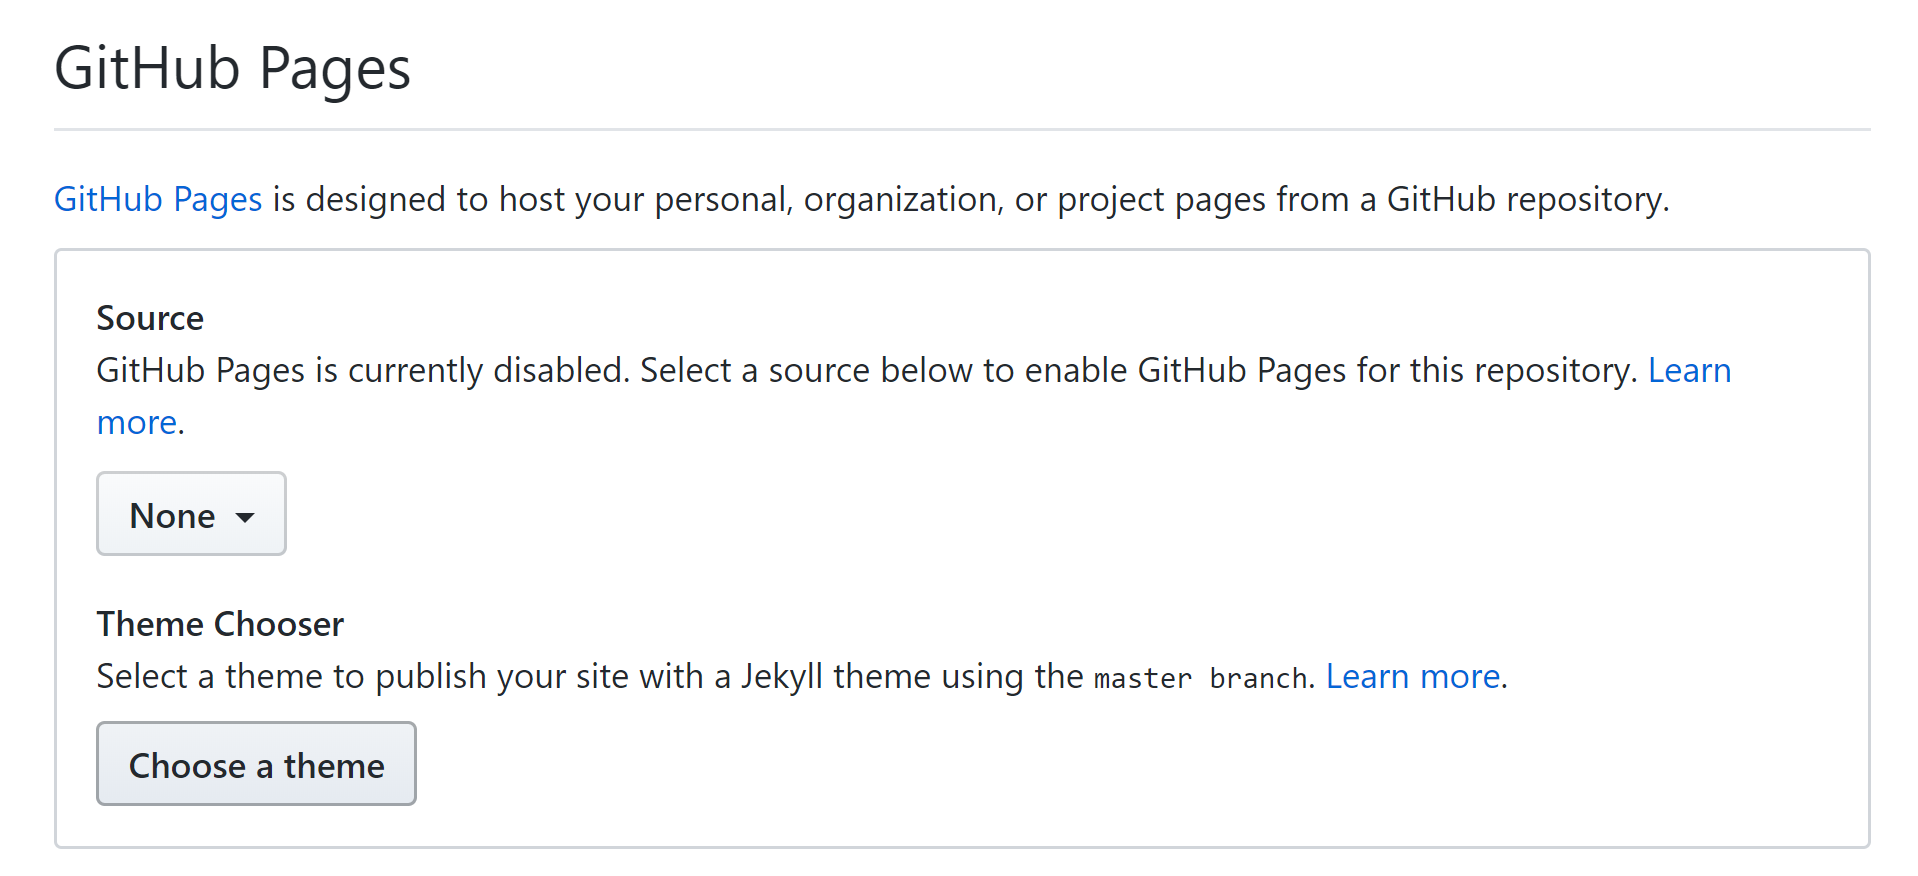 GitHub Pages
GitHub Pages is designed to host your personal, organization, or project pages from a GitHub repository.
Source
GitHub Pages is currently disabled. Select a source below to enable GitHub Pages for this repository. Learn
more.
None
Theme Chooser
Select a theme to publish your site with a Jekyll theme using the master branch. Learn more.
Choose a theme